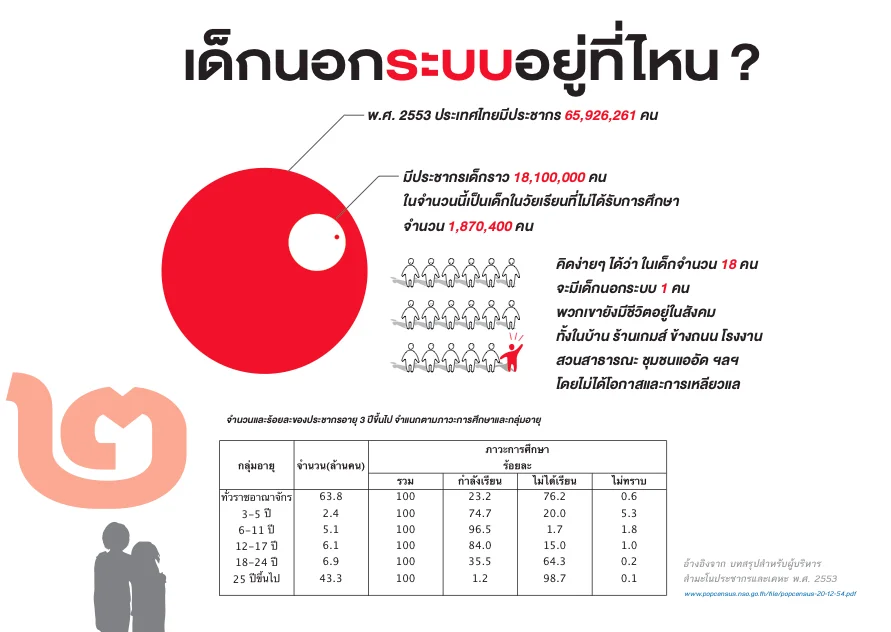 เด็กนอกระบบอยู่ที่ไหน ?
พ.ศ. 2553 ประเทศไทยมีประชากร 65,926,261 คน
มีประชากรเด็กราว 18,100,000 คน
ในจำนวนนี้เป็นเด็กในวัยเรียนที่ไม่ได้รับการศึกษา
จำนวน 1,870,400 คน
คิดง่ายๆ ได้ว่า ในเด็กจำนวน 18 คน
จะมีเด็กนอกระบบ 1 คน
พวกเขายังมีชีวิตอยู่ในสังคม
ทั้งในบ้าน ร้านเกมส์ ข้างถนน โรงงาน
สวนสาธารณะ ชุมชนแออัด ฯลฯ
โดยไม่ได้โอกาสและการเหลียวแล
๒
จำนวนและร้อยละของประชากรอายุ 3 ปีขึ้นไป จำแนกตามภาวะการศึกษาและกลุ่มอายุ
กลุ่มอายุ จำนวน(ล้านคน) ภาวะการศึกษา
ร้อยละ
รวม กำลังเรียน ไม่ได้เรียน ไม่ทราบ
ทั่วราชอาณาจักร 63.8 100 23.2 76.2 0.6
3-5 ปี 2.4 100 74.7 20.0 5.3
6-11 ปี 5.1 100 96.5 1.7 1.8
12-17 ปี 6.1 100 84.0 15.0 1.0
18-24 ปี 6.9 100 35.5 64.3 0.2
25 ปีขึ้นไป 43.3 100 1.2 98.7 0.1
อ้างอิงจาก บทสรุปสำหรับผู้บริหาร
สำมะโนประชากรและเคหะ พ.ศ. 2553
www.popcensus.nso.go.th/file/popcensus-20-12-54.pdf